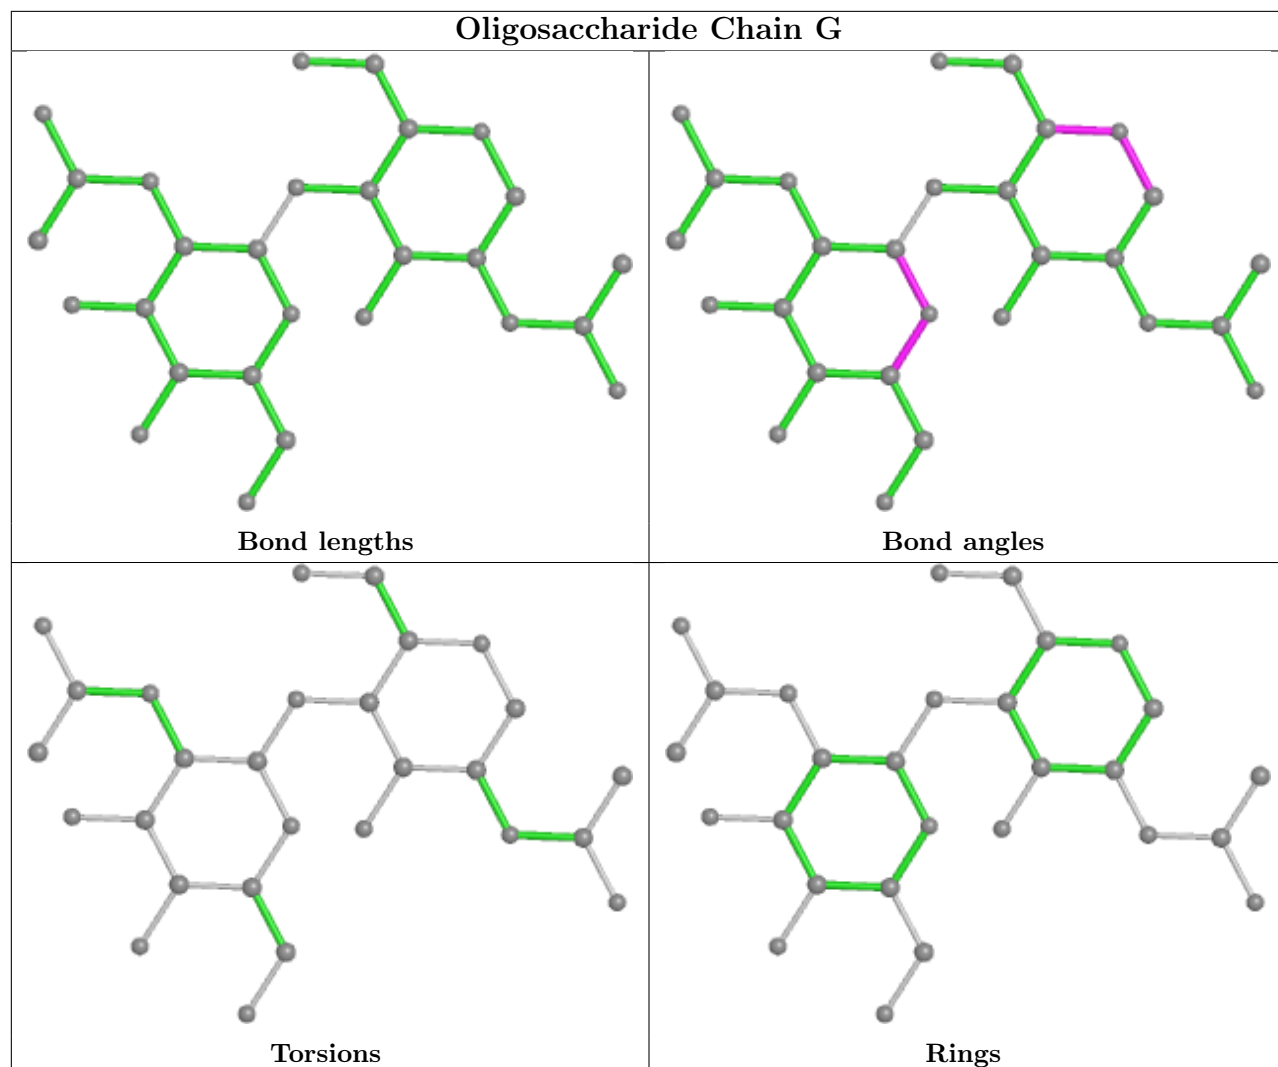 Oligosaccharide Chain G
Bond lengths
Bond angles
Torsions
Rings